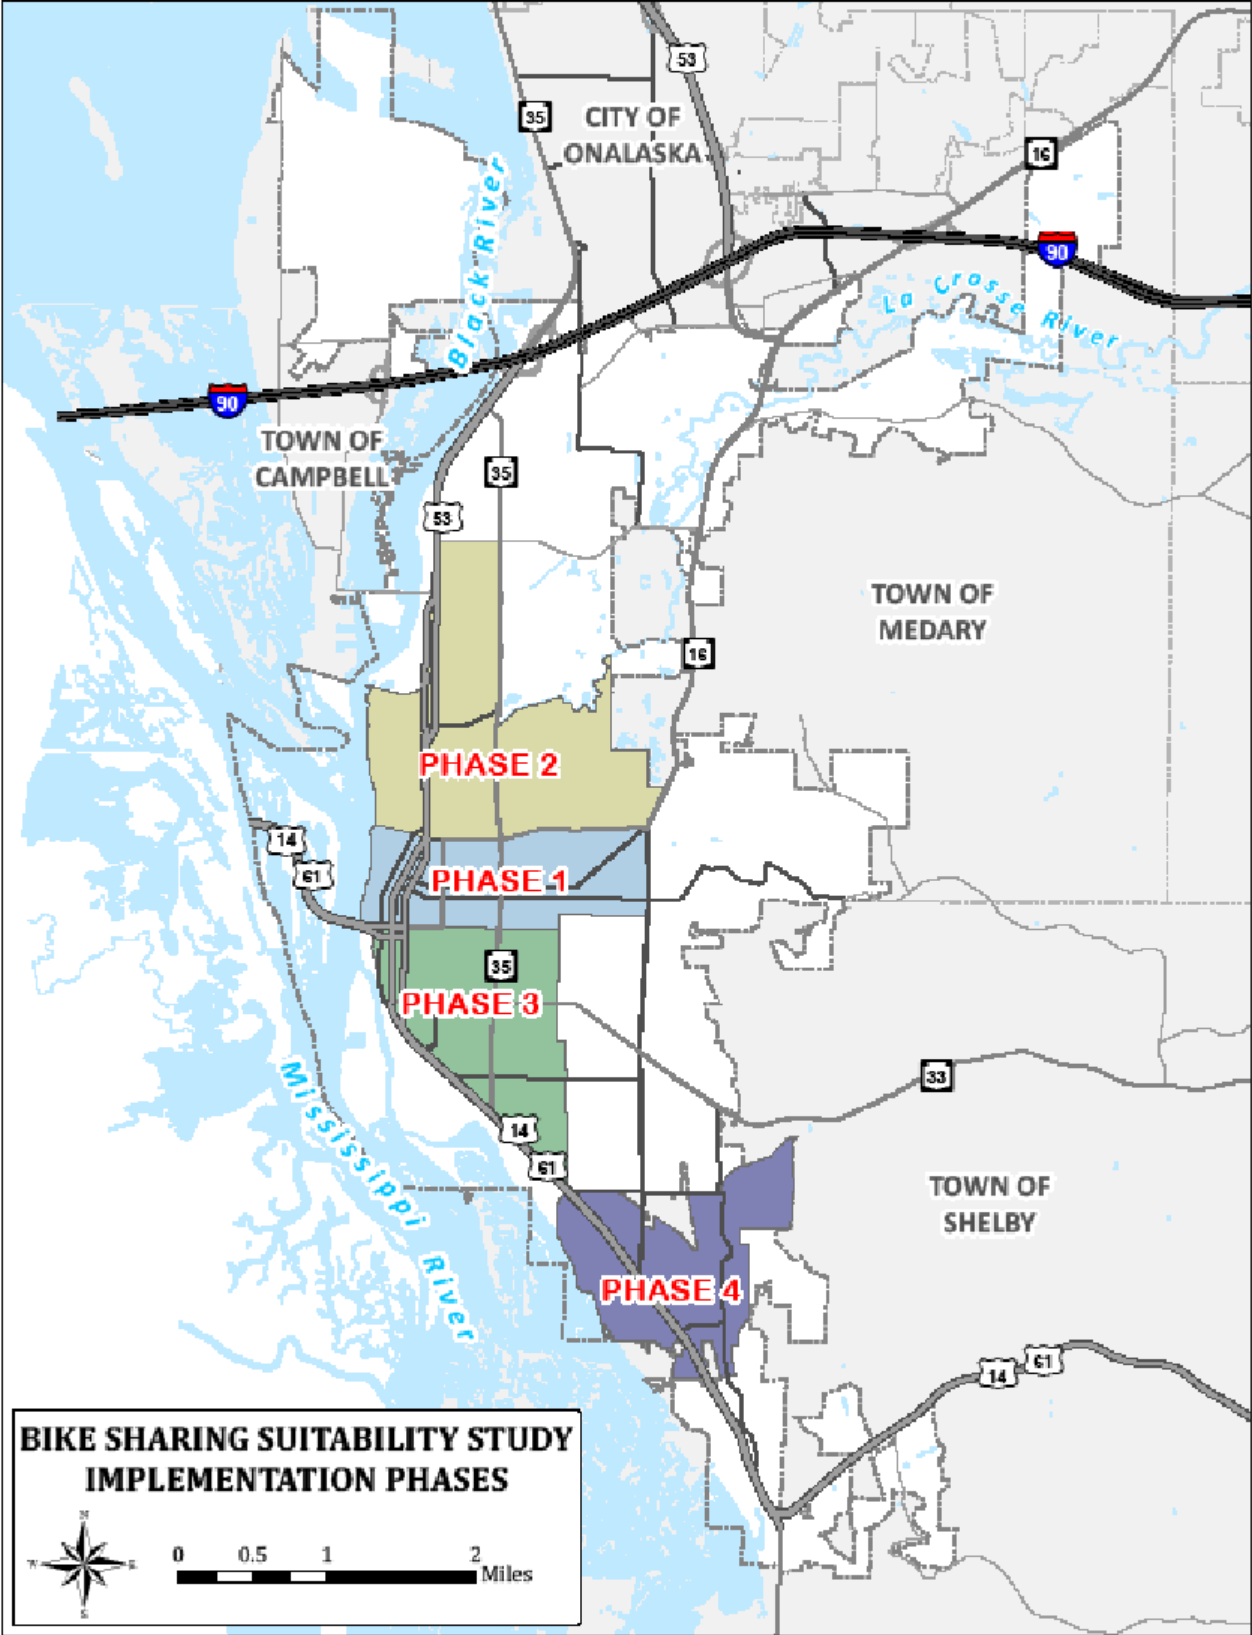 53
35
CITY OF
ONALASKA
16
Black River
90
La Crosse River
90
TOWN OF
CAMPBELL
35
53
TOWN OF
MEDARY
16
PHASE 2
14
61
PHASE 1
35
PHASE 3
33
Mississippi River
14
61
TOWN OF
SHELBY
PHASE 4
61
14
BIKE SHARING SUITABILITY STUDY
IMPLEMENTATION PHASES
N
W
E
S
0 0.5 1 2
Miles